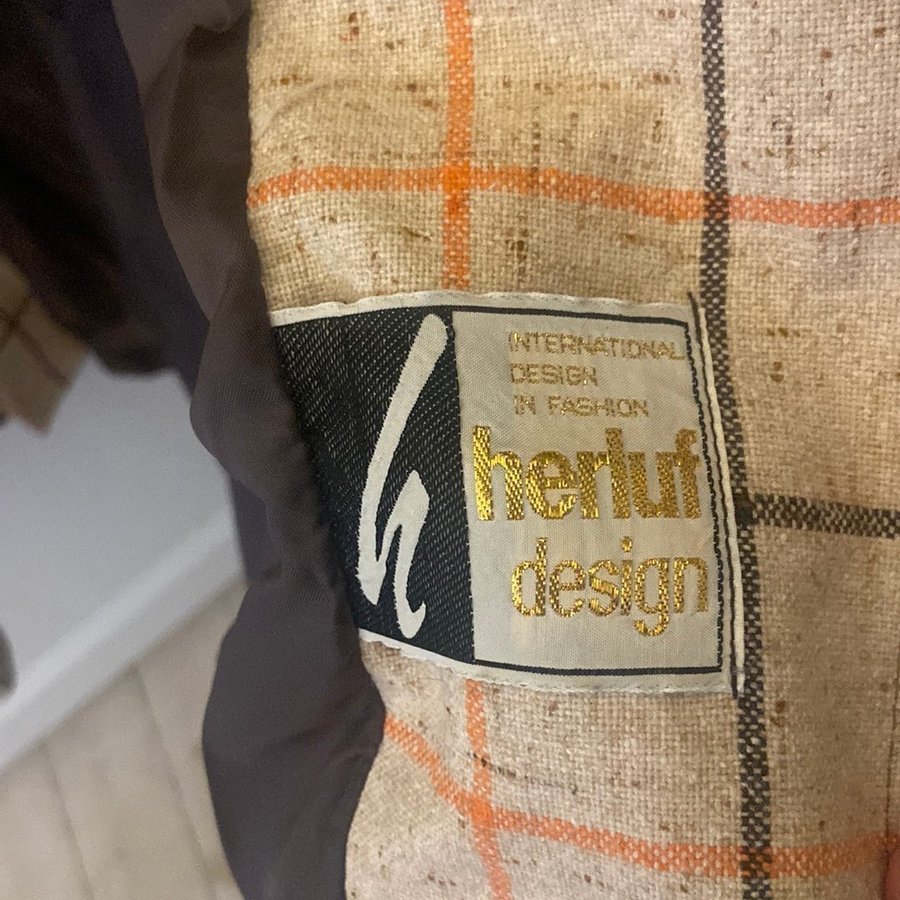 h
INTERNATIONAL
DESIGN
IN FASHION
herluf
design